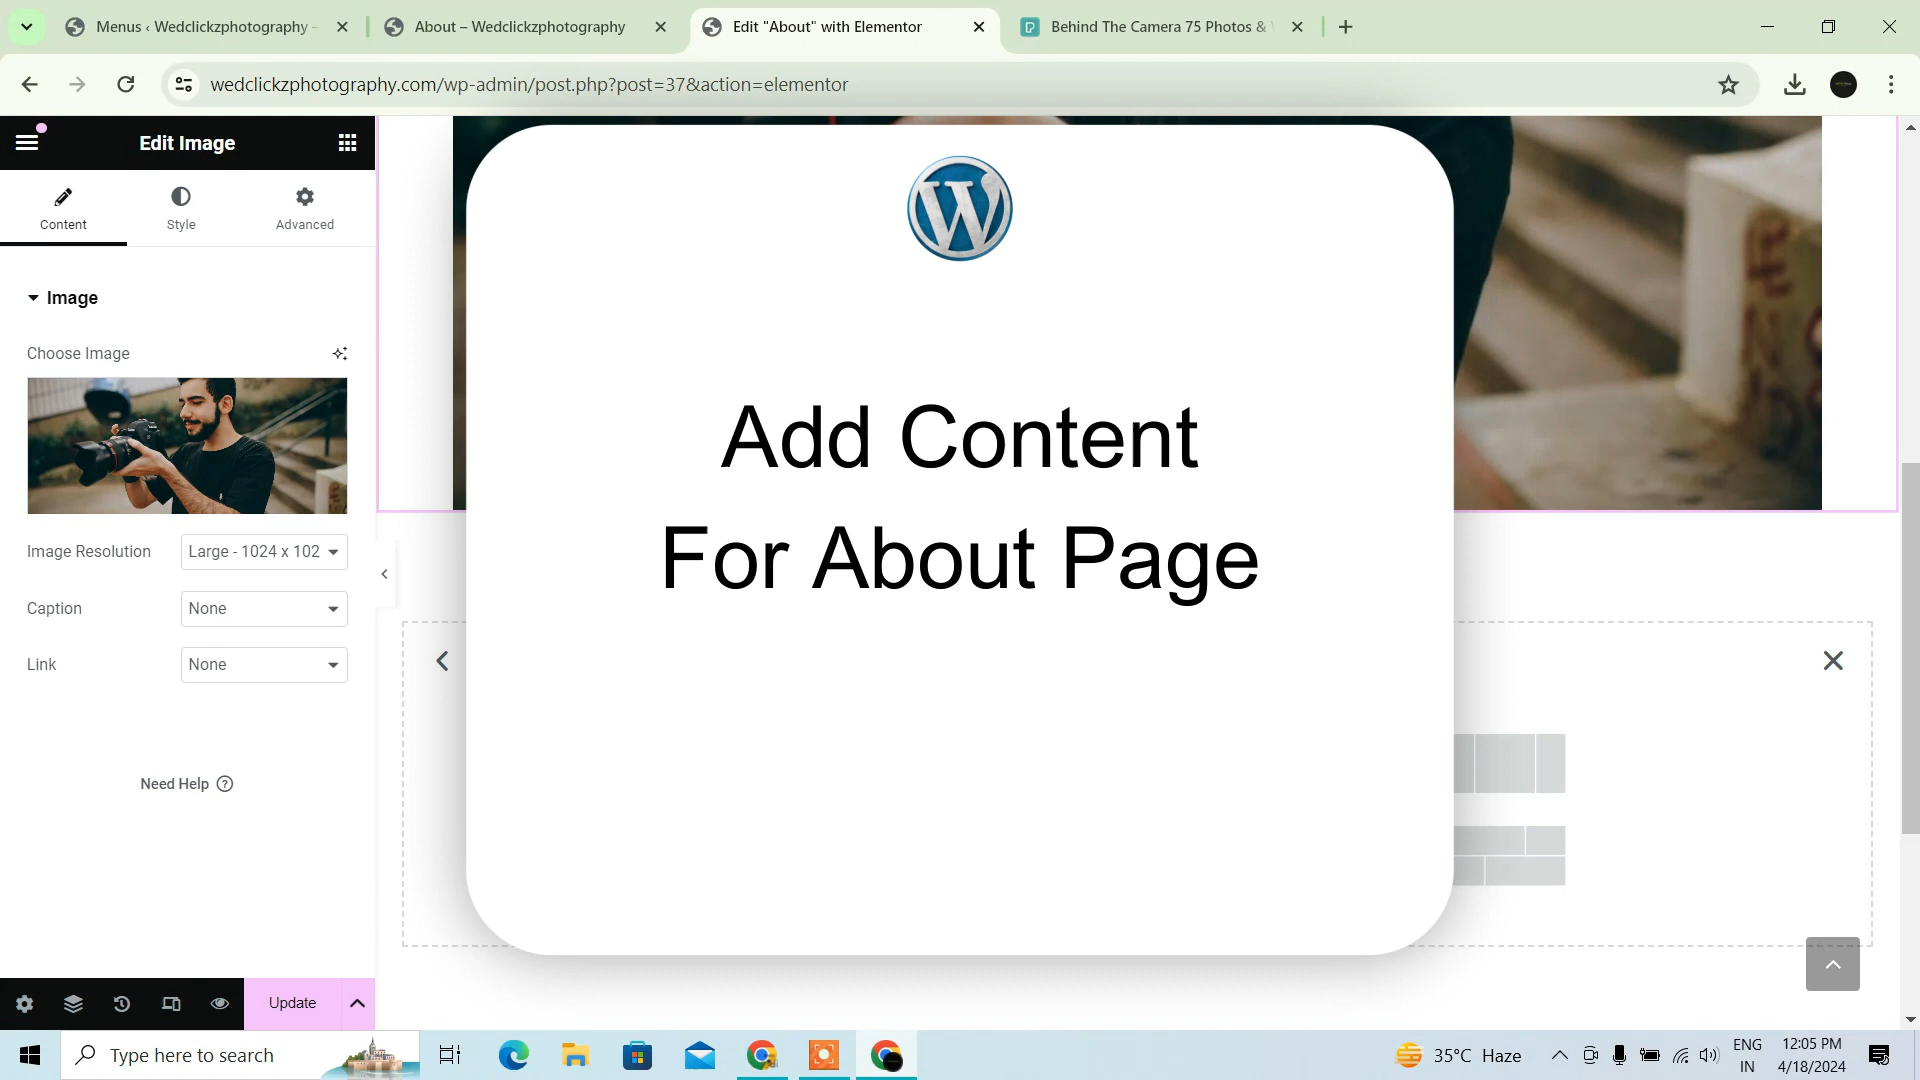 Menus ‹ Wedclickzphotography –
About – Wedclickzphotography
Edit "About" with Elementor
Behind The Camera 75 Photos &
wedclickzphotography.com/wp-admin/post.php?post=37&action=elementor
Edit Image
Content
Style
Advanced
Image
Choose Image
Image Resolution
Large - 1024 x 102
Caption
None
Link
None
Need Help
Update
W
Add Content
For About Page
Type here to search
35°C Haze
ENG
IN
12:05 PM
4/18/2024